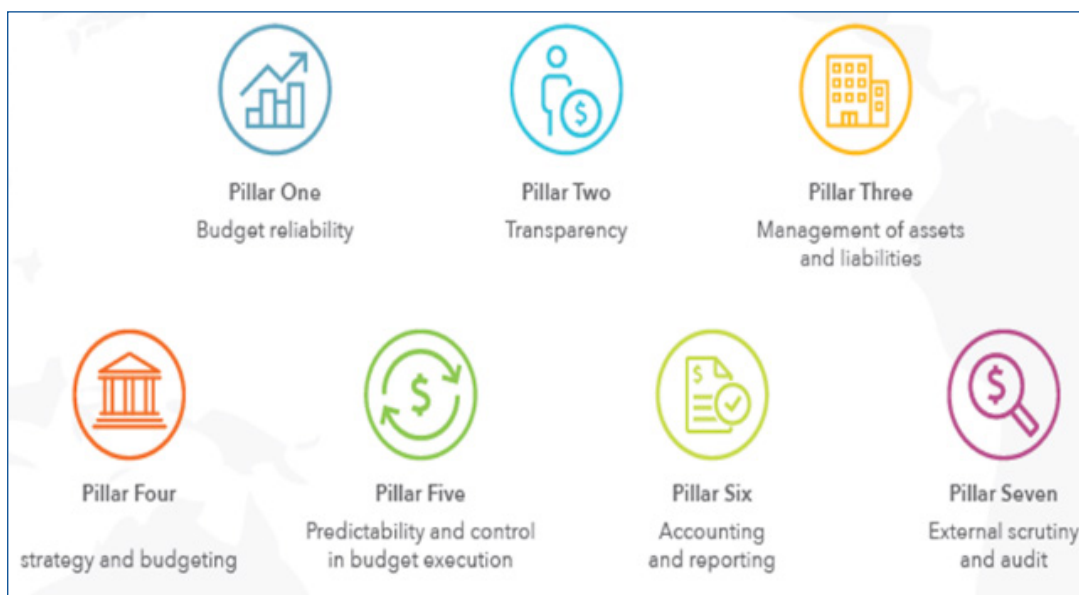 Pillar One
Budget reliability
Pillar Two
Transparency
Pillar Three
Management of assets
and liabilities
Pillar Four
strategy and budgeting
Pillar Five
Predictability and control
in budget execution
Pillar Six
Accounting
and reporting
Pillar Seven
External scrutiny
and audit